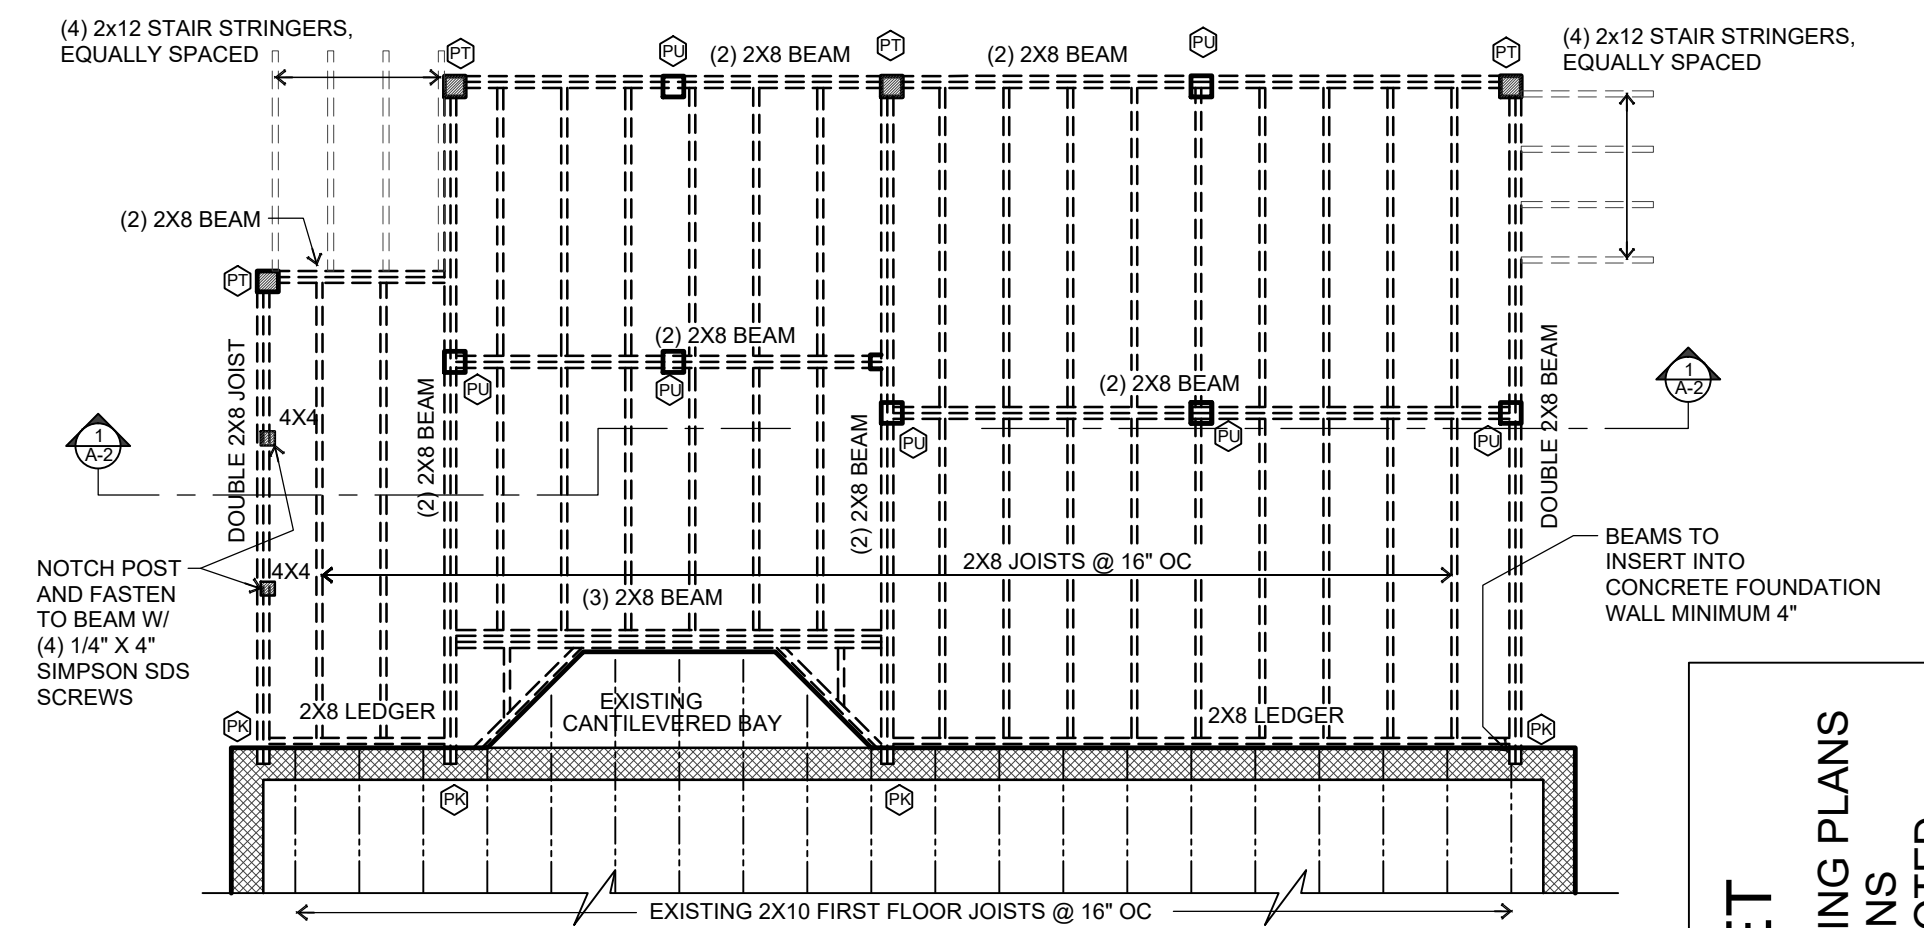 (4) 2x12 STAIR STRINGERS,
EQUALLY SPACED
PT
PU
(2) 2X8 BEAM
PT
(2) 2X8 BEAM
PU
PT
(4) 2x12 STAIR STRINGERS,
EQUALLY SPACED
(2) 2X8 BEAM
PT
(2) 2X8 BEAM
PU
PU
(2) 2X8 BEAM
PU
PU
PU
DOUBLE 2X8 JOIST
(2) 2X8 BEAM
(2) 2X8 BEAM
DOUBLE 2X8 BEAM
1
A-2
1
A-2
4X4
4X4
NOTCH POST
AND FASTEN
TO BEAM W/
(4) 1/4" X 4"
SIMPSON SDS
SCREWS
2X8 JOISTS @ 16" OC
(3) 2X8 BEAM
BEAMS TO
INSERT INTO
CONCRETE FOUNDATION
WALL MINIMUM 4"
EXISTING
CANTILEVERED BAY
2X8 LEDGER
2X8 LEDGER
PK
PK
PK
PK
EXISTING 2X10 FIRST FLOOR JOISTS @ 16" OC
ING PLANS
NS